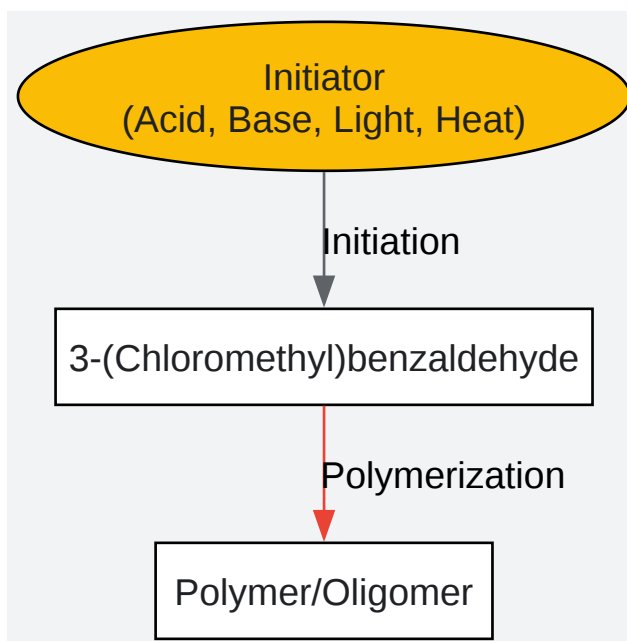 Initiator
(Acid, Base, Light, Heat)
Initiation
3-(Chloromethyl)benzaldehyde
Polymerization
Polymer/Oligomer